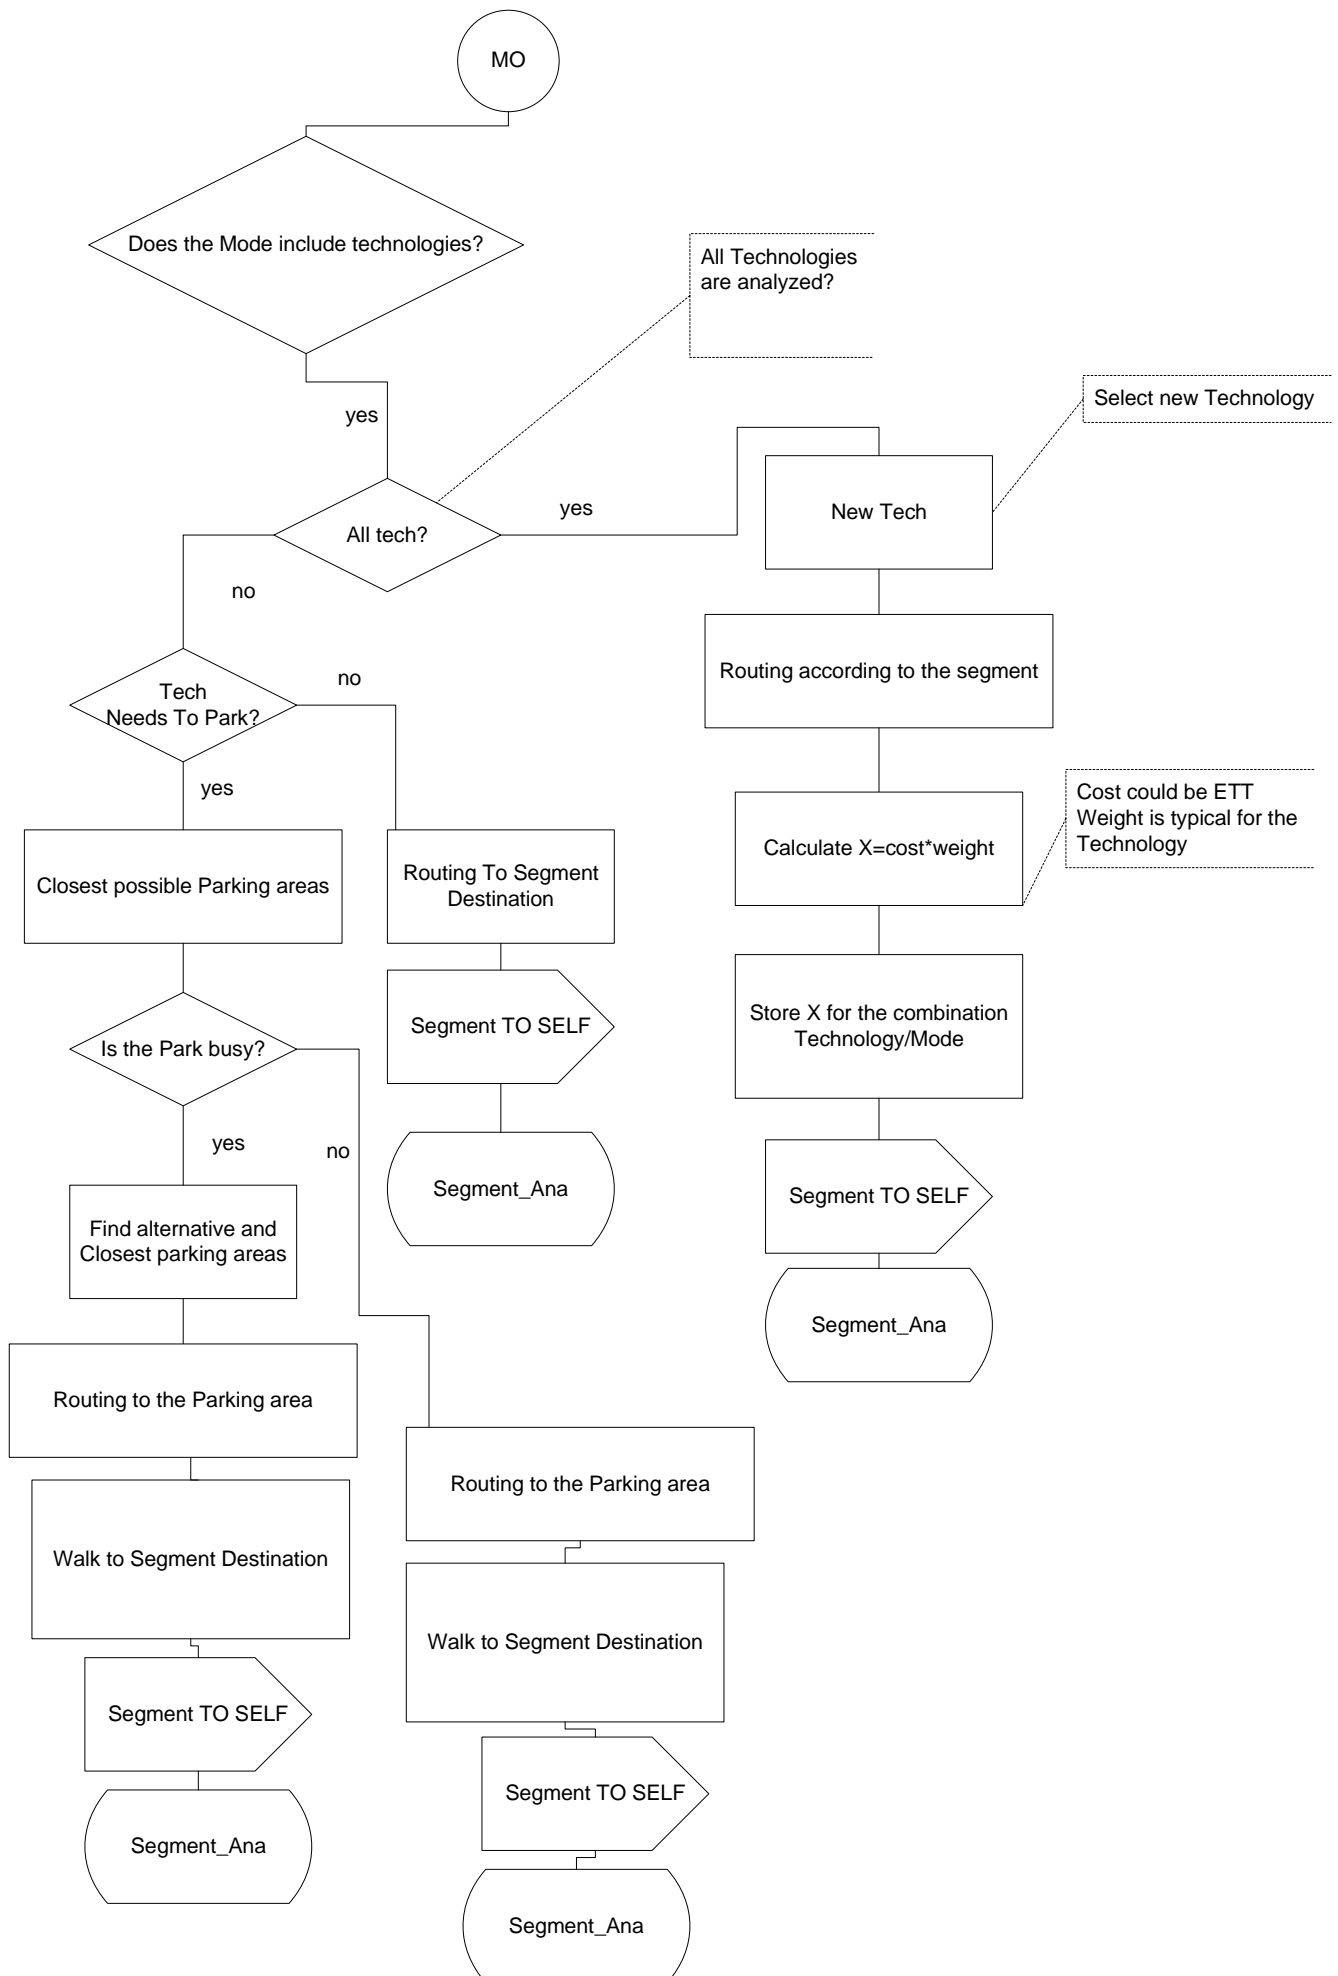 MO
Does the Mode include technologies?
All Technologies
are analyzed?
Select new Technology
yes
All tech?
yes
New Tech
no
Routing according to the segment
Tech
Needs To Park?
no
yes
Cost could be ETT
Weight is typical for the
Technology
Calculate X=cost*weight
Closest possible Parking areas
Routing To Segment
Destination
Store X for the combination
Technology/Mode
Segment TO SELF
Is the Park busy?
yes
no
Segment_Ana
Segment TO SELF
Find alternative and
Closest parking areas
Segment_Ana
Routing to the Parking area
Routing to the Parking area
Walk to Segment Destination
Walk to Segment Destination
Segment TO SELF
Segment TO SELF
Segment_Ana
Segment_Ana